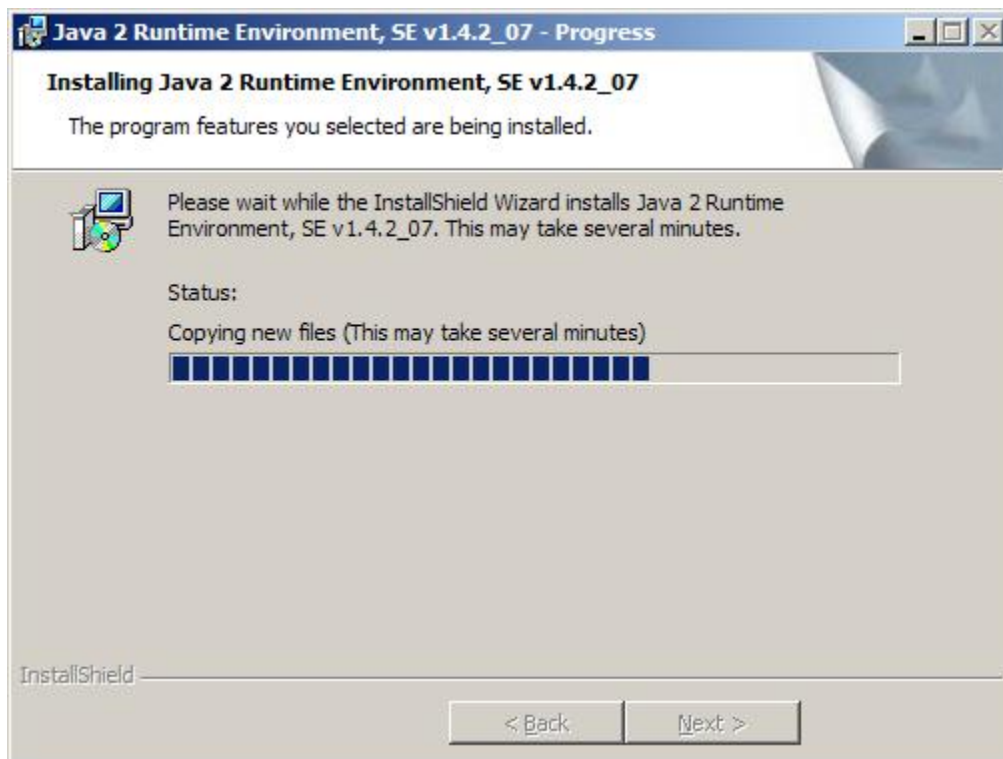 Java 2 Runtime Environment, SE v1.4.2_07 - Progress
Installing Java 2 Runtime Environment, SE v1.4.2_07
The program features you selected are being installed.
Please wait while the InstallShield Wizard installs Java 2 Runtime
Environment, SE v1.4.2_07. This may take several minutes.
Status:
Copying new files (This may take several minutes)
InstallShield
< Back
Next >